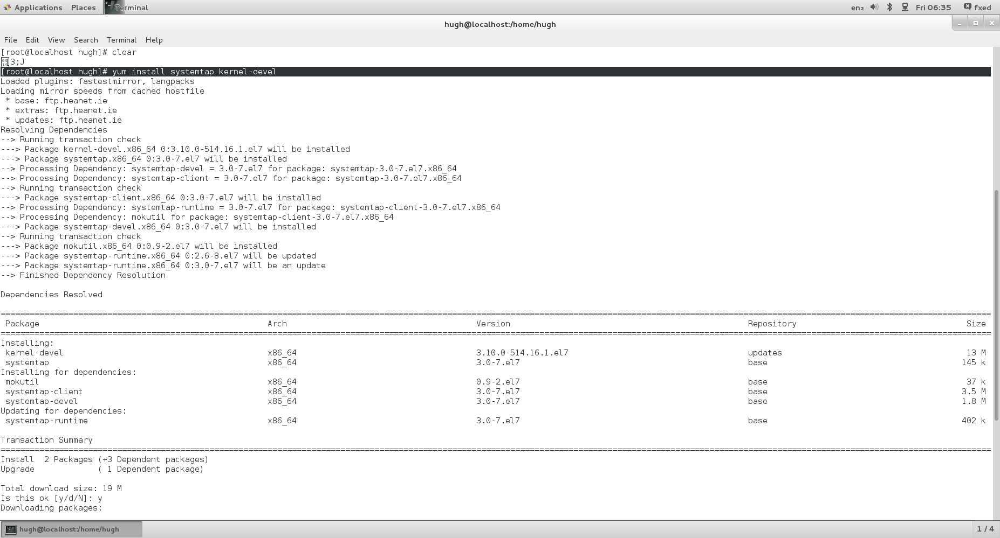 Applications Places Terminal en₂ Fri 06:35 fxed
hugh@localhost:/home/hugh
File Edit View Search Terminal Help
[root@localhost hugh]# clear
3;J
[root@localhost hugh]# yum install systemtap kernel-devel
Loaded plugins: fastestmirror, langpacks
Loading mirror speeds from cached hostfile
 * base: ftp.heanet.ie
 * extras: ftp.heanet.ie
 * updates: ftp.heanet.ie
Resolving Dependencies
--> Running transaction check
---> Package kernel-devel.x86_64 0:3.10.0-514.16.1.el7 will be installed
---> Package systemtap.x86_64 0:3.0-7.el7 will be installed
--> Processing Dependency: systemtap-devel = 3.0-7.el7 for package: systemtap-3.0-7.el7.x86_64
--> Processing Dependency: systemtap-client = 3.0-7.el7 for package: systemtap-3.0-7.el7.x86_64
--> Running transaction check
---> Package systemtap-client.x86_64 0:3.0-7.el7 will be installed
--> Processing Dependency: systemtap-runtime = 3.0-7.el7 for package: systemtap-client-3.0-7.el7.x86_64
--> Processing Dependency: mokutil for package: systemtap-client-3.0-7.el7.x86_64
---> Package systemtap-devel.x86_64 0:3.0-7.el7 will be installed
--> Running transaction check
---> Package mokutil.x86_64 0:0.9-2.el7 will be installed
---> Package systemtap-runtime.x86_64 0:2.6-8.el7 will be updated
---> Package systemtap-runtime.x86_64 0:3.0-7.el7 will be an update
--> Finished Dependency Resolution
Dependencies Resolved
Package Arch Version Repository Size
Installing:
kernel-devel x86_64 3.10.0-514.16.1.el7 updates 13 M
systemtap x86_64 3.0-7.el7 base 145 k
Installing for dependencies:
mokutil x86_64 0.9-2.el7 base 37 k
systemtap-client x86_64 3.0-7.el7 base 3.5 M
systemtap-devel x86_64 3.0-7.el7 base 1.8 M
Updating for dependencies:
systemtap-runtime x86_64 3.0-7.el7 base 402 k
Transaction Summary
Install  2 Packages (+3 Dependent packages)
Upgrade ( 1 Dependent package)
Total download size: 19 M
Is this ok [y/d/N]: y
Downloading packages:
hugh@localhost:/home/hugh 1 / 4